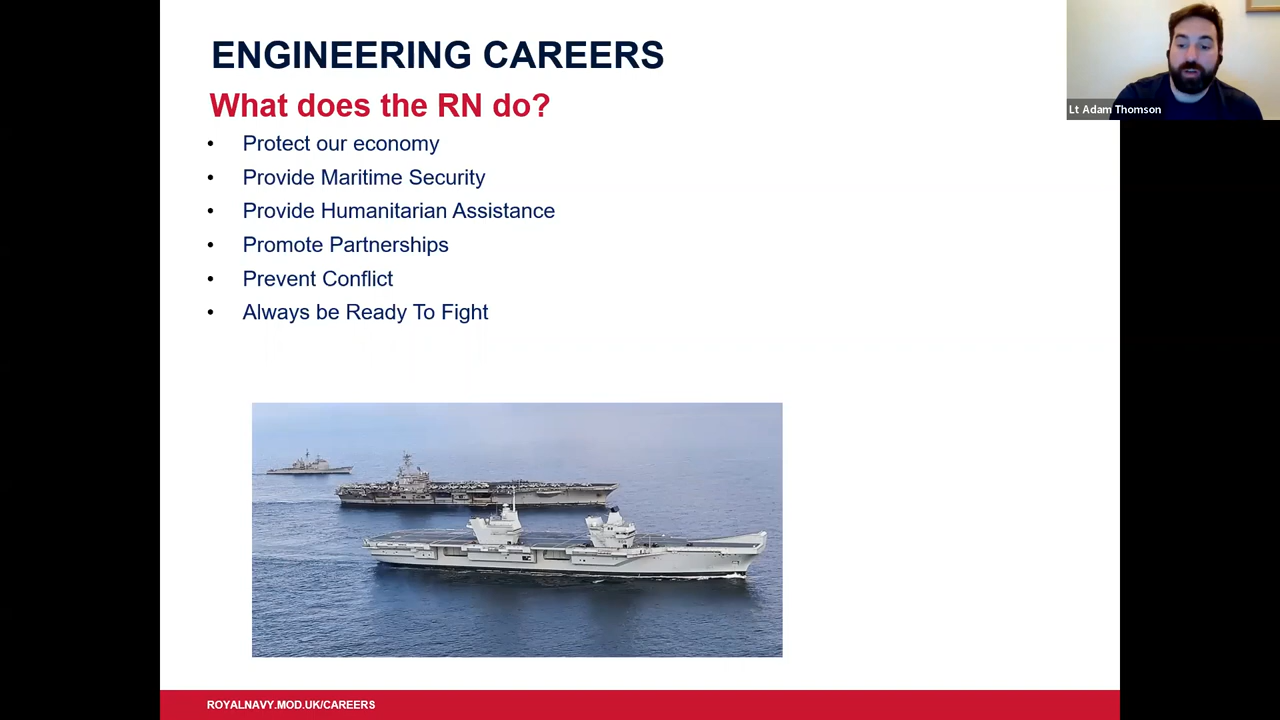 ENGINEERING CAREERS
What does the RN do?
• Protect our economy
• Provide Maritime Security
• Provide Humanitarian Assistance
• Promote Partnerships
• Prevent Conflict
• Always be Ready To Fight
Lt Adam Thomson
ROYALNAVY.MOD.UK/CAREERS